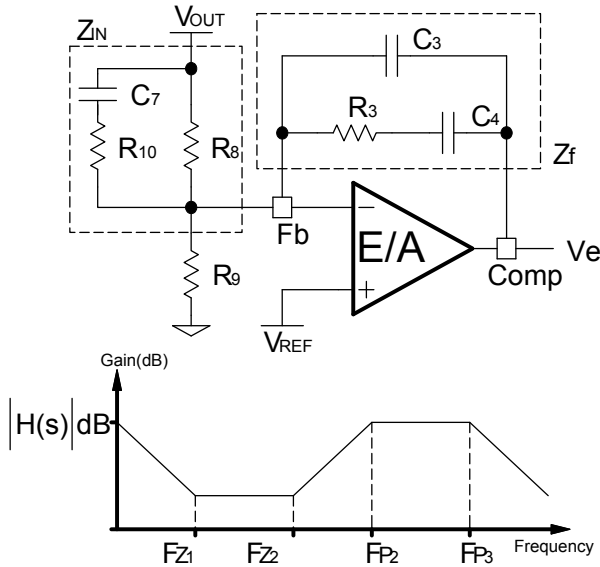 ZIN
VOUT
C7
R10
R8
C3
R3
C4
Zf
Fb
E/A
Ve
Comp
R9
VREF
Gain(dB)
|H(s)|dB
FZ1
FZ2
FP2
FP3
Frequency